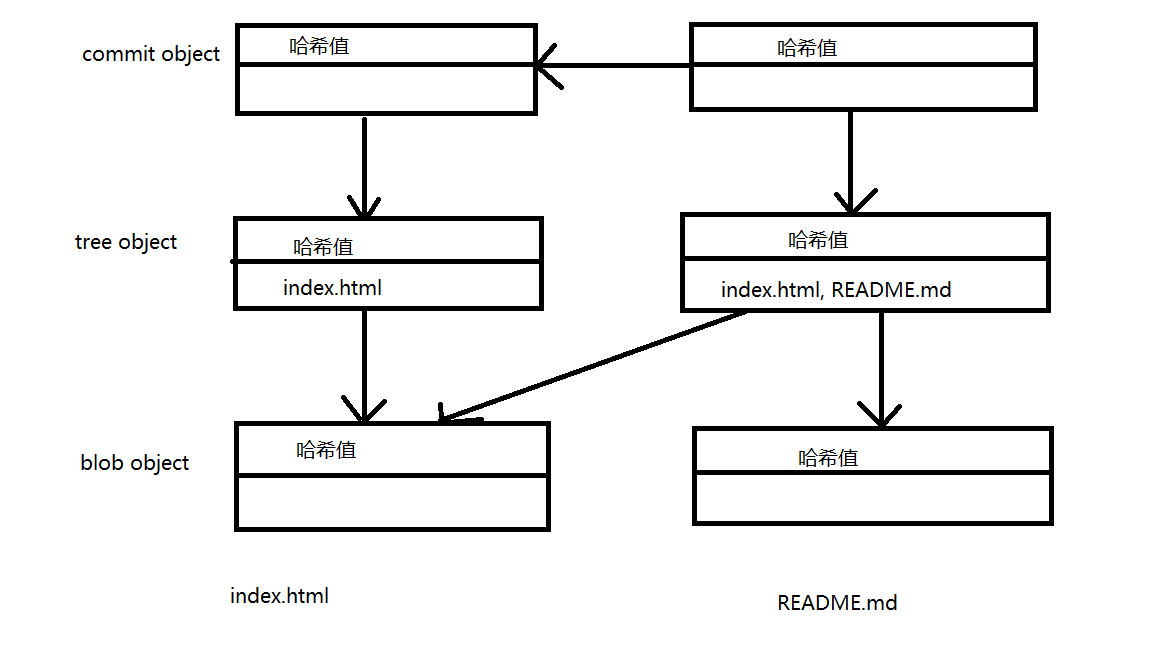 commit object
哈希值
哈希值
tree object
哈希值
哈希值
index.html
index.html, README.md
blob object
哈希值
哈希值
index.html
README.md